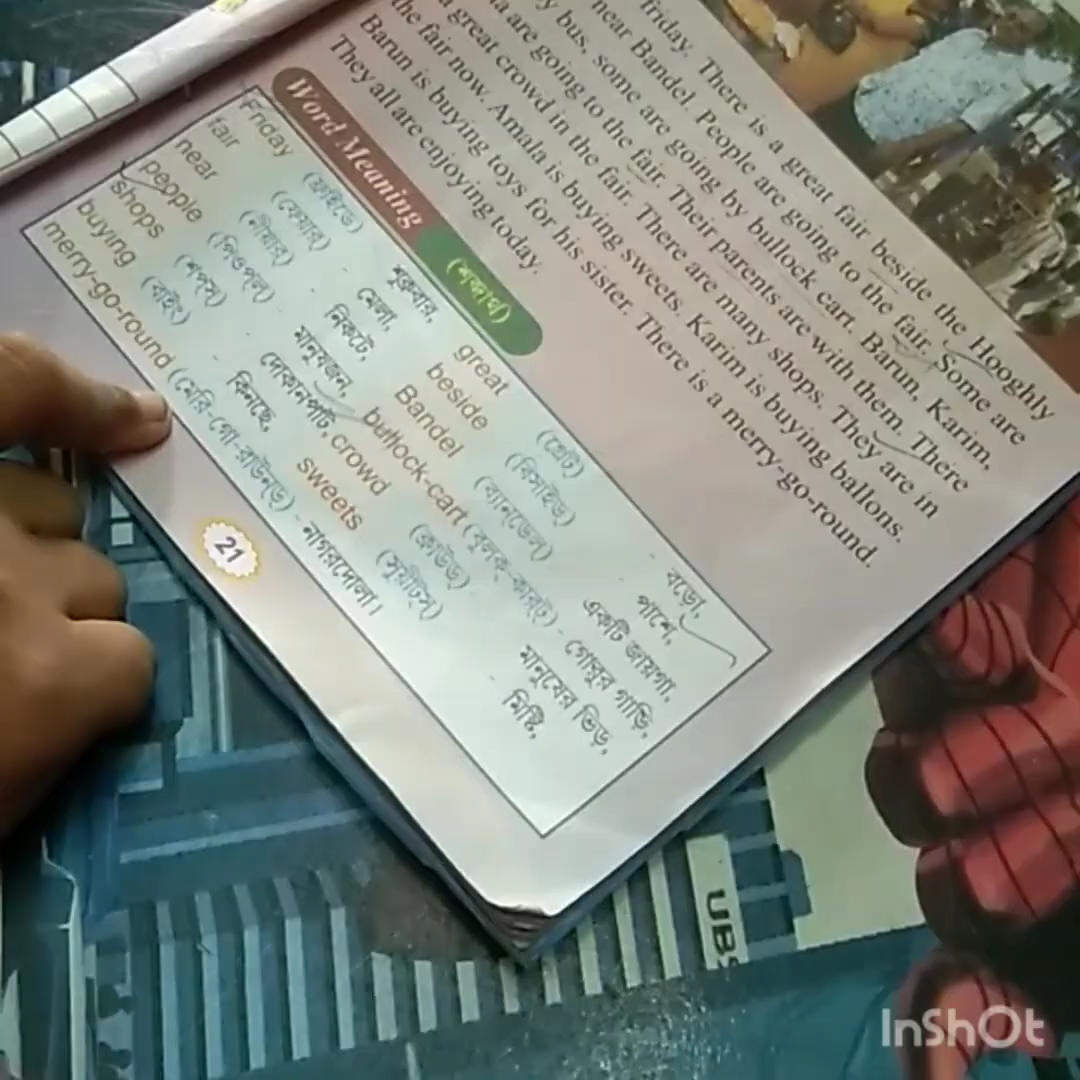 friday. There is a great fair beside the Hooghly
near Bandel. People are going to the fair. Some are
by bus, some are going by bullock cart. Barun, Karim,
are going to the fair. Their parents are with them. There
a great crowd in the fair. There are many shops. They are in
the fair now. Amala is buying sweets. Karim is buying ballons.
Barun is buying toys for his sister. There is a merry-go-round.
They all are enjoying today.
Word Meaning (শব্দার্থ)
Friday (ফ্রাইডে) শুক্রবার, great (গ্রেট) বড়ো,
fair (ফেয়ার) মেলা, beside (বিসাইড) পাশে,
near (নীয়ার) নিকটে, Bandel (ব্যানডেল) একটি জায়গা,
people (পিওপল) মানুষজন, bullock-cart (বুলক-কার্ট) - গোরুর গাড়ি,
shops (শপস্) দোকানপাট, crowd (ক্রাউড) মানুষের ভিড়,
buying (বাইং) কিনছে, sweets (সুয়ীটস্) মিষ্টি,
merry-go-round (মেরি-গো-রাউন্ড) - নাগরদোলা।
21
UBS
InShOt